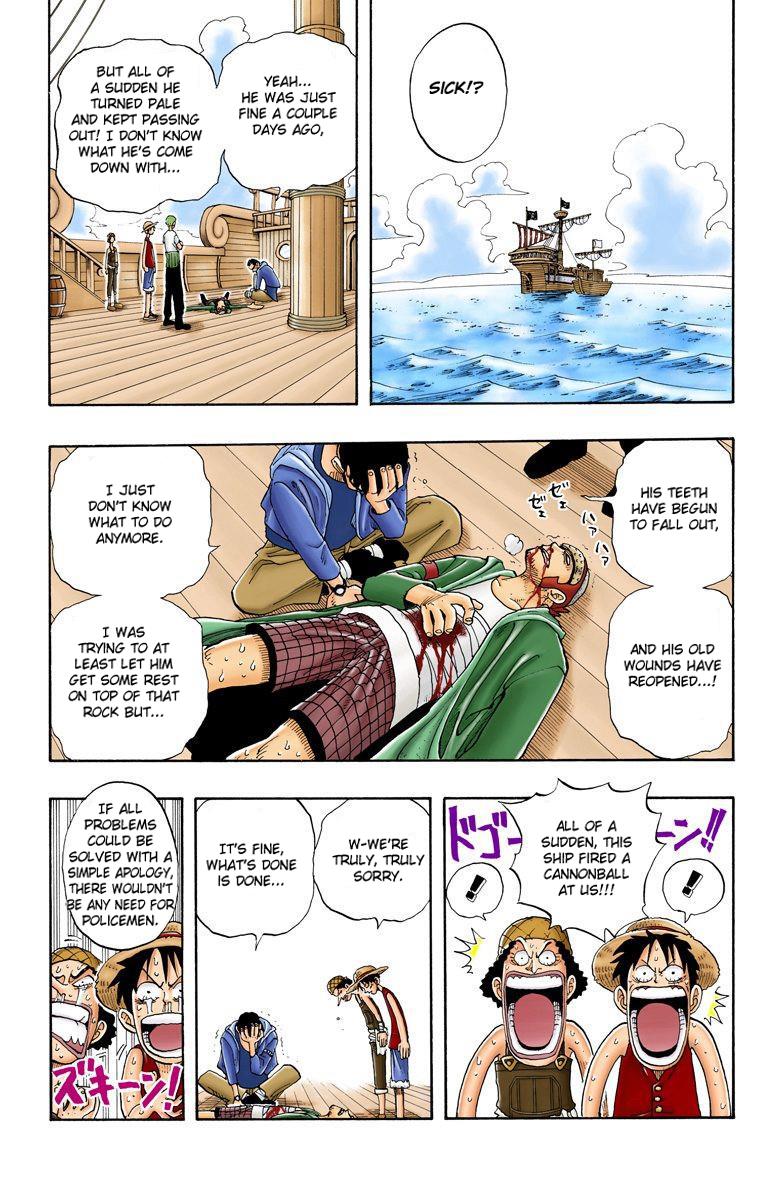 SICK!?
YEAH...
HE WAS JUST
FINE A COUPLE
DAYS AGO,
BUT ALL OF
A SUDDEN HE
TURNED PALE
AND KEPT PASSING
OUT! I DON'T KNOW
WHAT HE'S COME
DOWN WITH...
HIS TEETH
HAVE BEGUN
TO FALL OUT,
ゼェ
ゼェ
ハァ
ハァ
AND HIS OLD
WOUNDS HAVE
REOPENED...!
I JUST
DON'T KNOW
WHAT TO DO
ANYMORE.
I WAS
TRYING TO
AT LEAST LET HIM
GET SOME REST
ON TOP OF THAT
ROCK BUT...
ALL OF A
SUDDEN, THIS
SHIP FIRED A
CANNONBALL
AT US!!!
ドゴーーン!!
!
!
W-WE'RE
TRULY, TRULY
SORRY.
IT'S FINE,
WHAT'S DONE
IS DONE...
IF ALL
PROBLEMS
COULD BE
SOLVED WITH A
SIMPLE APOLOGY,
THERE WOULDN'T
BE ANY NEED FOR
POLICEMEN.
ズキーン!